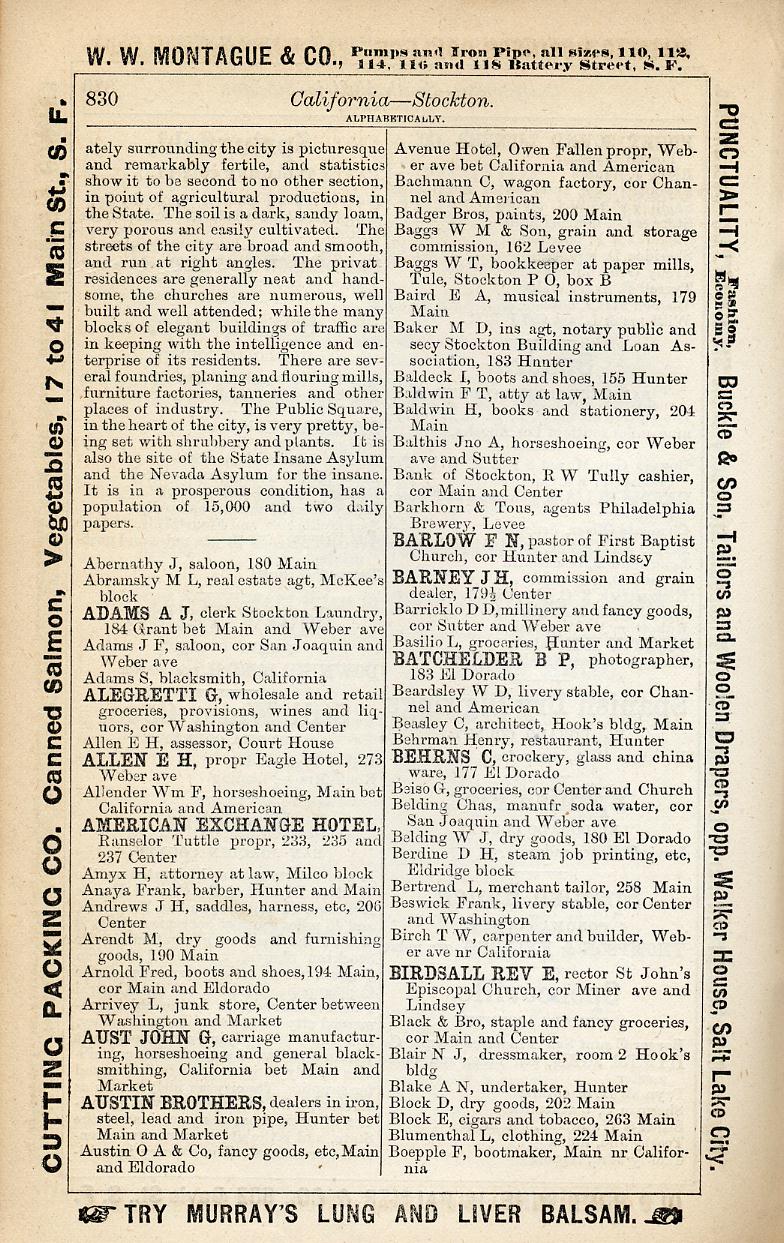 W. W. MONTAGUE & CO., Pumps and Iron Pipe, all sizes, 110, 112,
114, 116 and 118 Battery Street, S. F.
830
California—Stockton.
ALPHABETICALLY.
ately surrounding the city is picturesque
and remarkably fertile, and statistics
show it to be second to no other section,
in point of agricultural productions, in
the State. The soil is a dark, sandy loam,
very porous and easily cultivated. The
streets of the city are broad and smooth,
and run at right angles. The privat
residences are generally neat and hand-
some, the churches are numerous, well
built and well attended; while the many
blocks of elegant buildings of traffic are
in keeping with the intelligence and en-
terprise of its residents. There are sev-
eral foundries, planing and flouring mills,
furniture factories, tanneries and other
places of industry. The Public Square,
in the heart of the city, is very pretty, be-
ing set with shrubbery and plants. It is
also the site of the State Insane Asylum
and the Nevada Asylum for the insane.
It is in a prosperous condition, has a
population of 15,000 and two daily
papers.
Abernathy J, saloon, 180 Main
Abramsky M L, real estate agt, McKee's
block
ADAMS A J, clerk Stockton Laundry,
184 Grant bet Main and Weber ave
Adams J F, saloon, cor San Joaquin and
Weber ave
Adams S, blacksmith, California
ALEGRETTI G, wholesale and retail
groceries, provisions, wines and liq-
uors, cor Washington and Center
Allen E H, assessor, Court House
ALLEN E H, propr Eagle Hotel, 273
Weber ave
Allender Wm F, horseshoeing, Main bet
California and American
AMERICAN EXCHANGE HOTEL,
Ranselor Tuttle propr, 233, 235 and
237 Center
Amyx H, attorney at law, Milco block
Anaya Frank, barber, Hunter and Main
Andrews J H, saddles, harness, etc, 206
Center
Arendt M, dry goods and furnishing
goods, 190 Main
Arnold Fred, boots and shoes, 194 Main,
cor Main and Eldorado
Arrivey L, junk store, Center between
Washington and Market
AUST JOHN G, carriage manufactur-
ing, horseshoeing and general black-
smithing, California bet Main and
Market
AUSTIN BROTHERS, dealers in iron,
steel, lead and iron pipe, Hunter bet
Main and Market
Austin O A & Co, fancy goods, etc, Main
and Eldorado
Avenue Hotel, Owen Fallen propr, Web-
er ave bet California and American
Bachmann C, wagon factory, cor Chan-
nel and American
Badger Bros, paints, 200 Main
Baggs W M & Son, grain and storage
commission, 162 Levee
Baggs W T, bookkeeper at paper mills,
Tule, Stockton P O, box B
Baird E A, musical instruments, 179
Main
Baker M D, ins agt, notary public and
secy Stockton Building and Loan As-
sociation, 183 Hunter
Baldeck I, boots and shoes, 155 Hunter
Baldwin F T, atty at law, Main
Baldwin H, books and stationery, 204
Main
Balthis Jno A, horseshoeing, cor Weber
ave and Sutter
Bank of Stockton, R W Tully cashier,
cor Main and Center
Barkhorn & Tons, agents Philadelphia
Brewery, Levee
BARLOW F N, pastor of First Baptist
Church, cor Hunter and Lindsey
BARNEY J H, commission and grain
dealer, 179½ Center
Barricklo D D, millinery and fancy goods,
cor Sutter and Weber ave
Basilio L, groceries, Hunter and Market
BATCHELDER B P, photographer,
183 El Dorado
Beardsley W D, livery stable, cor Chan-
nel and American
Beasley C, architect, Hook's bldg, Main
Behrman Henry, restaurant, Hunter
BEHRNS C, crockery, glass and china
ware, 177 El Dorado
Beiso G, groceries, cor Center and Church
Belding Chas, manufr soda water, cor
San Joaquin and Weber ave
Belding W J, dry goods, 180 El Dorado
Berdine D H, steam job printing, etc,
Eldridge block
Bertrend L, merchant tailor, 258 Main
Beswick Frank, livery stable, cor Center
and Washington
Birch T W, carpenter and builder, Web-
er ave nr California
BIRDSALL REV E, rector St John's
Episcopal Church, cor Miner ave and
Lindsey
Black & Bro, staple and fancy groceries,
cor Main and Center
Blair N J, dressmaker, room 2 Hook's
bldg
Blake A N, undertaker, Hunter
Block D, dry goods, 202 Main
Block E, cigars and tobacco, 263 Main
Blumenthal L, clothing, 224 Main
Boepple F, bootmaker, Main nr Califor-
nia
CUTTING PACKING CO. Canned Salmon, Vegetables, 17 to 41 Main St., S. F.
PUNCTUALITY, Fashion, Economy. Buckle & Son, Tailors and Woolen Drapers, opp. Walker House, Salt Lake City.
TRY MURRAY'S LUNG AND LIVER BALSAM.